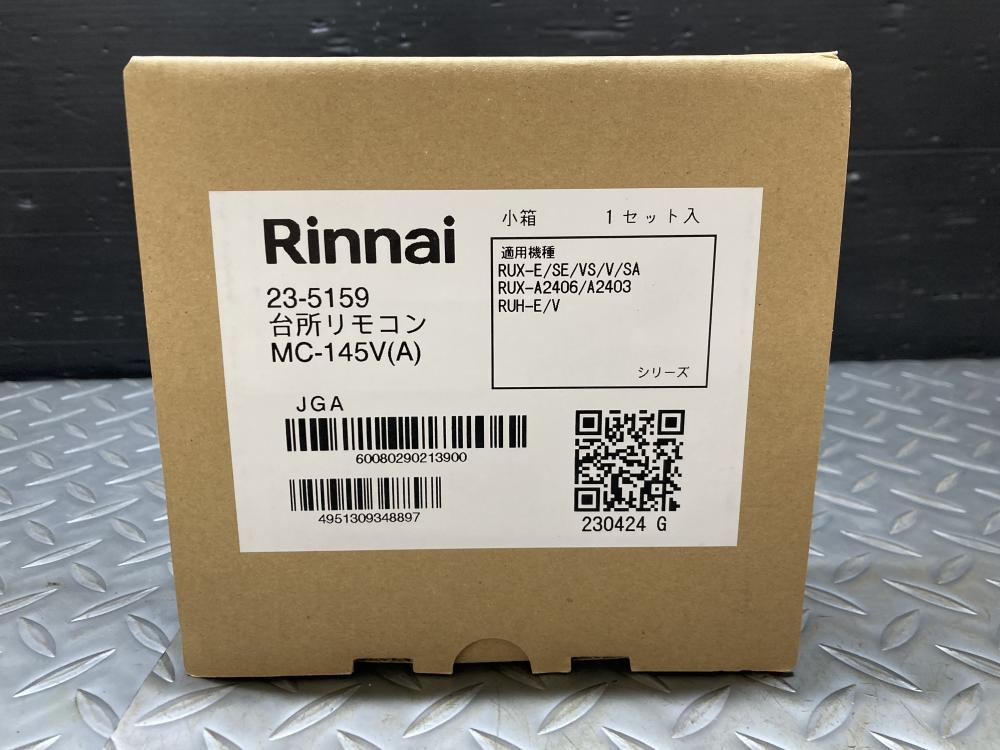 小箱 1セット入
Rinnai
23-5159
台所リモコン
MC-145V(A)
適用機種
RUX-E/SE/VS/V/SA
RUX-A2406/A2403
RUH-E/V
シリーズ
JGA
60080290213900
4951309348897
230424 G